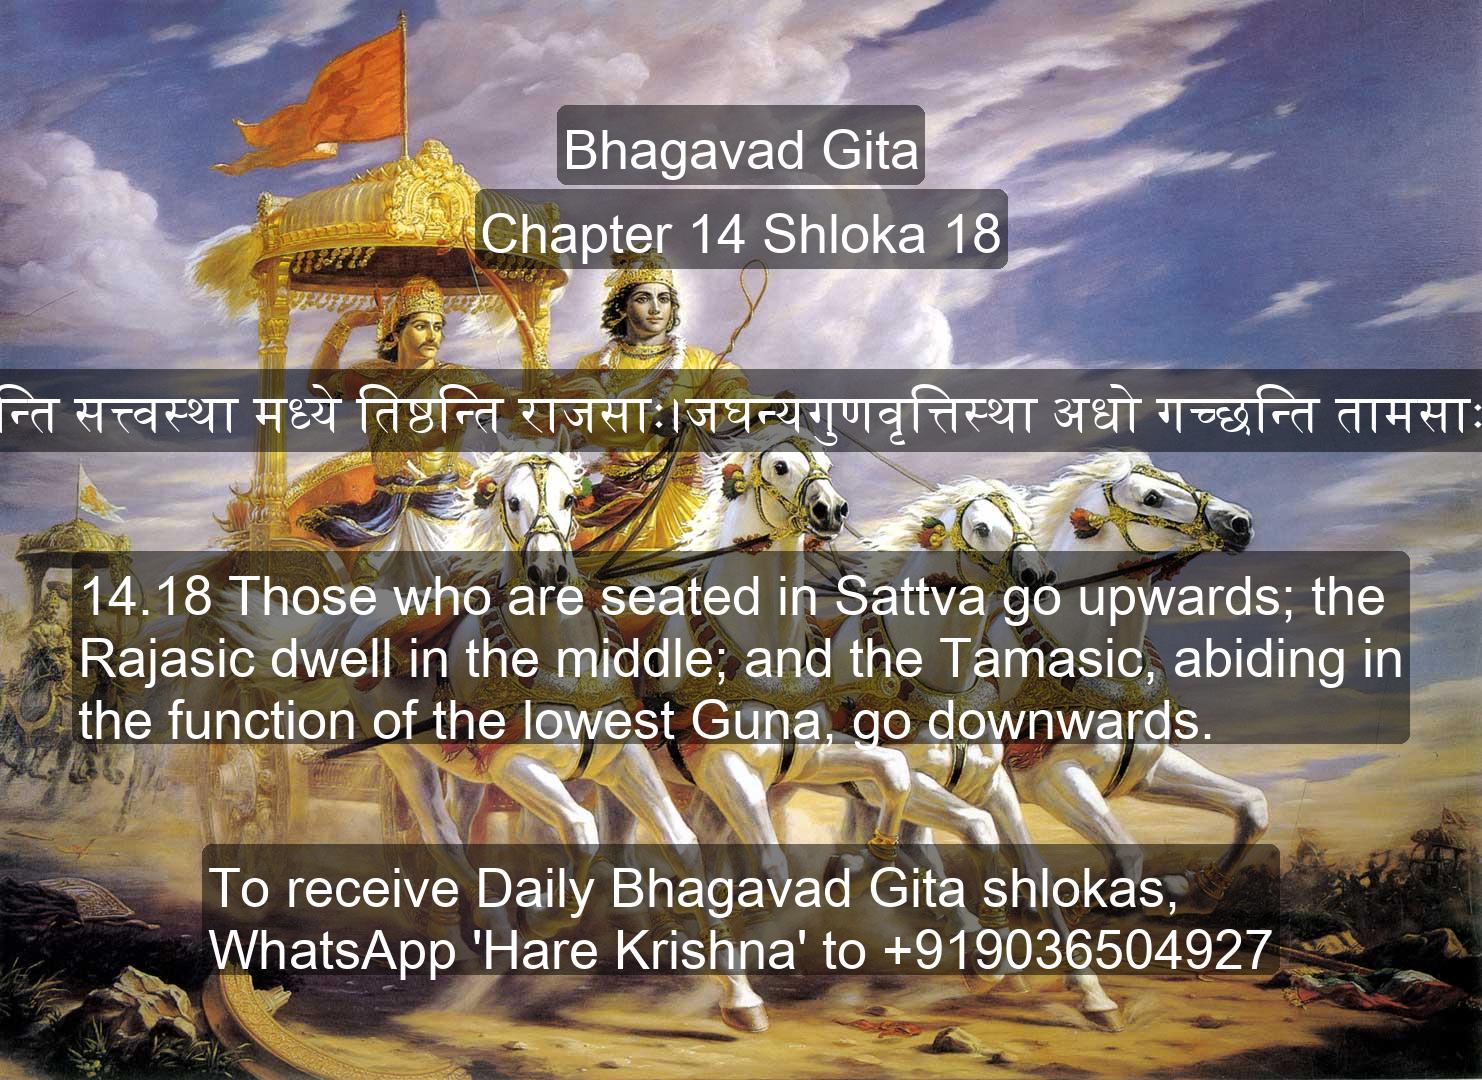 Bhagavad Gita
Chapter 14 Shloka 18
सत्त्वस्था मध्ये तिष्ठन्ति राजसाः।जघन्यगुणवृत्तिस्था अधो गच्छन्ति तामसाः
14.18 Those who are seated in Sattva go upwards; the
Rajasic dwell in the middle; and the Tamasic, abiding in
the function of the lowest Guna, go downwards.
To receive Daily Bhagavad Gita shlokas,
WhatsApp 'Hare Krishna' to +919036504927